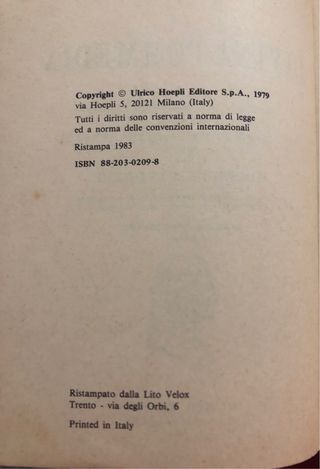 Copyright © Ulrico Hoepli Editore S.p.A., 1979
via Hoepli 5, 20121 Milano (Italy)
Tutti i diritti sono riservati a norma di legge
ed a norma delle convenzioni internazionali
Ristampa 1983
ISBN 88-203-0209-8
Ristampato dalla Lito Velox
Trento - via degli Orbi, 6
Printed in Italy